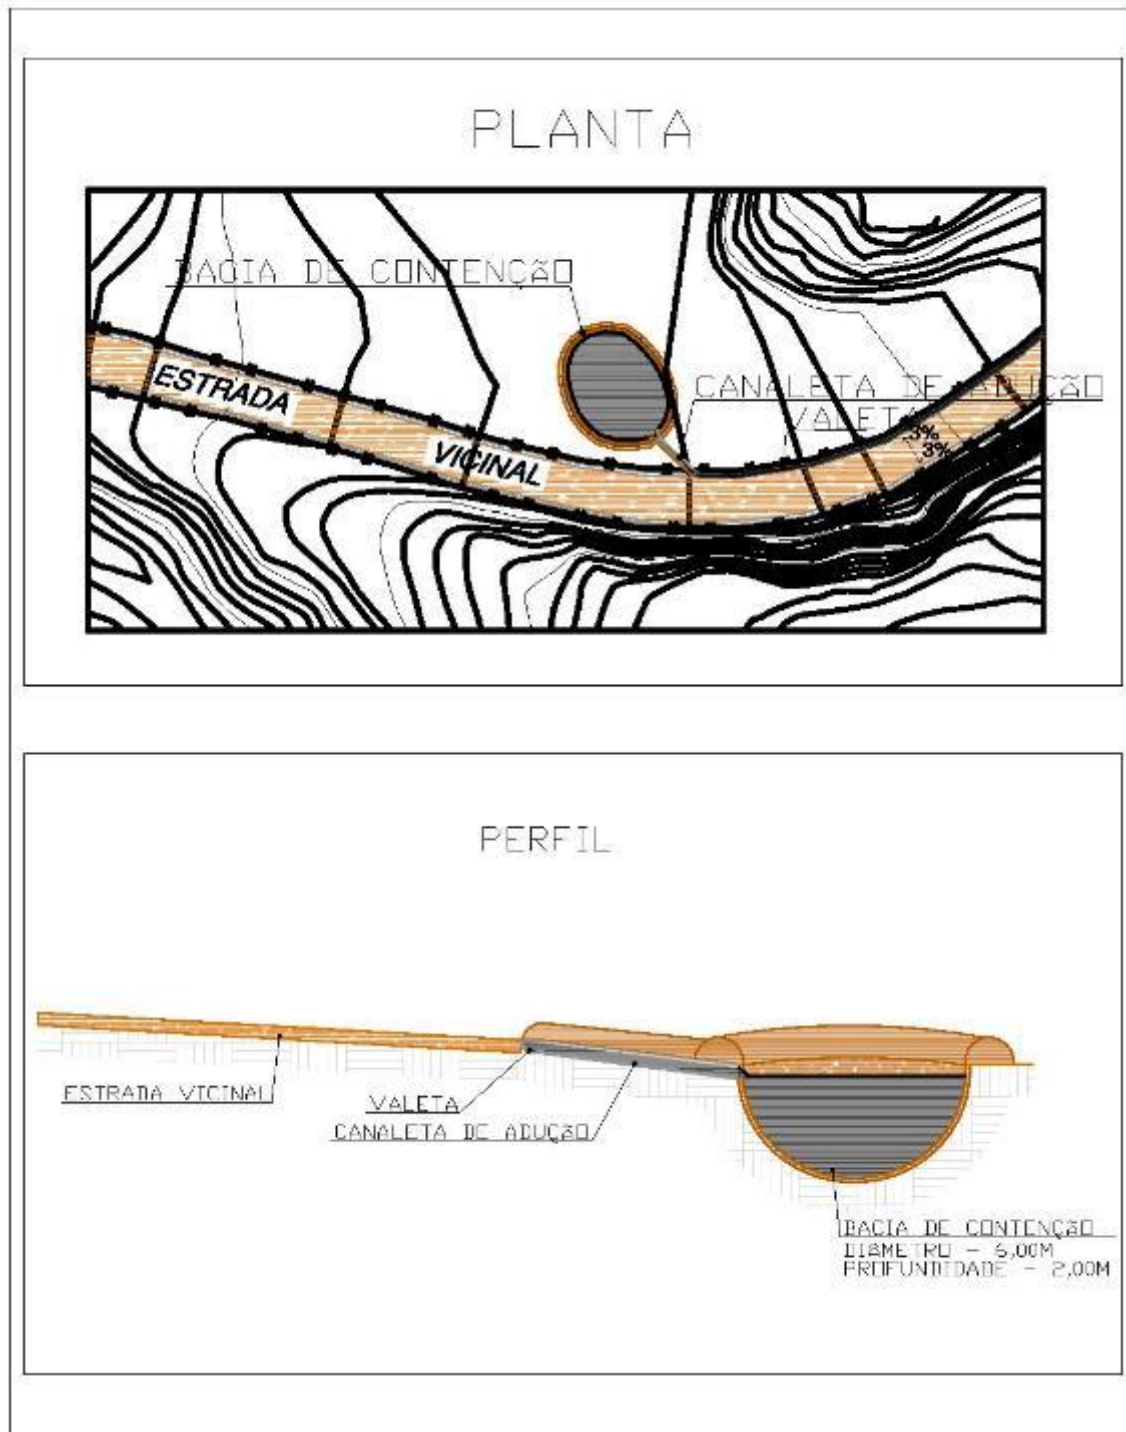 PLANTA
BACIA DE CONTENÇÃO
ESTRADA
VICINAL
CANALETA DE ADUÇÃO
VALETA
3%
3%
PERFIL
ESTRADA VICINAL
VALETA
CANALETA DE ADUÇÃO
BACIA DE CONTENÇÃO
DIAMETRO - 6,00M
PROFUNDIDADE - 2,00M